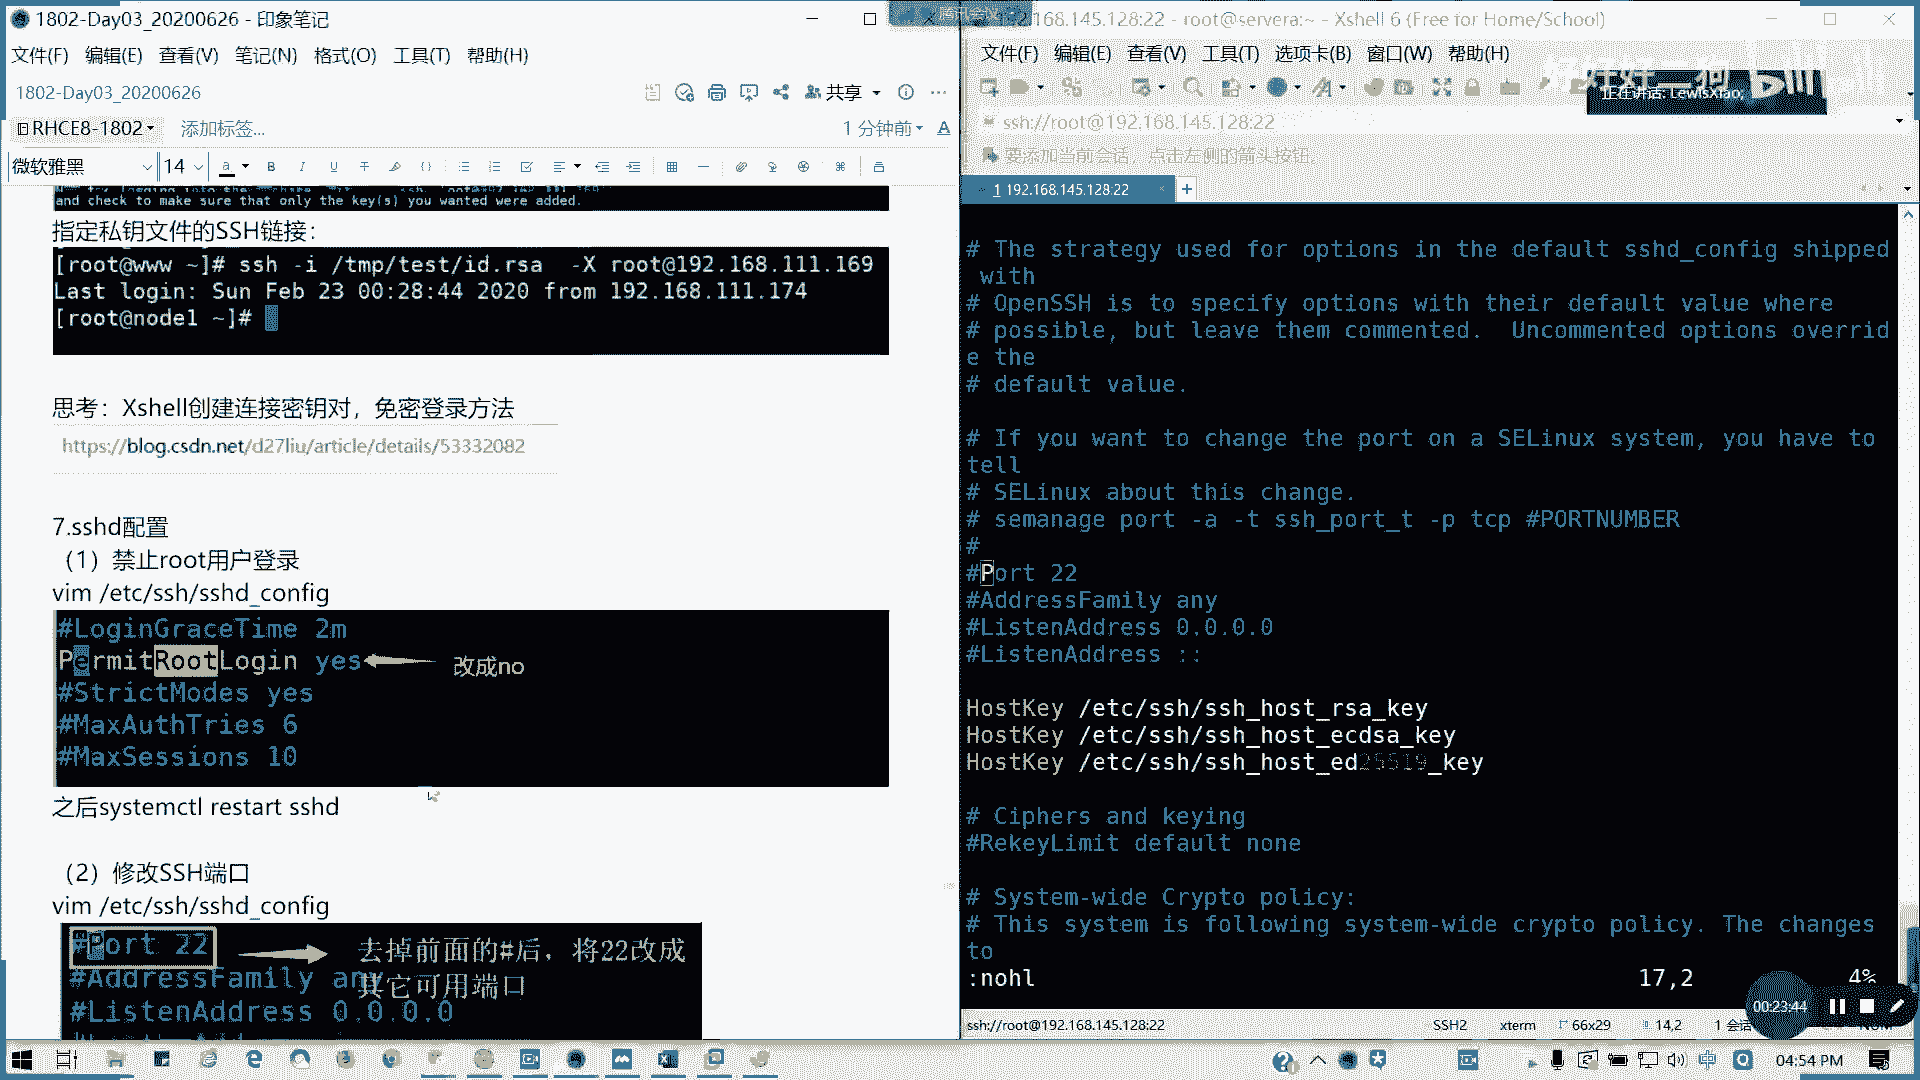 1802-Day03_20200626 - 印象笔记
文件(F) 编辑(E) 查看(V) 笔记(N) 格式(O) 工具(T) 帮助(H)
1802-Day03_20200626
共享
RHCE8-1802
添加标签...
1 分钟前
微软雅黑 14
and check to make sure that only the key(s) you wanted were added.
指定私钥文件的SSH链接：
[root@www ~]# ssh -i /tmp/test/id.rsa -X root@192.168.111.169
Last login: Sun Feb 23 00:28:44 2020 from 192.168.111.174
[root@node1 ~]#
思考：Xshell创建连接密钥对，免密登录方法
https://blog.csdn.net/d27liu/article/details/53332082
7.sshd配置
（1）禁止root用户登录
vim /etc/ssh/sshd_config
#LoginGraceTime 2m
PermitRootLogin yes
改成no
#StrictModes yes
#MaxAuthTries 6
#MaxSessions 10
之后systemctl restart sshd
（2）修改SSH端口
vim /etc/ssh/sshd_config
#Port 22
去掉前面的#后，将22改成
其它可用端口
#AddressFamily any
#ListenAddress 0.0.0.0
192.168.145.128:22 - root@servera:~ - Xshell 6 (Free for Home/School)
文件(F) 编辑(E) 查看(V) 工具(T) 选项卡(B) 窗口(W) 帮助(H)
正在讲话: LewisXiao;
ssh://root@192.168.145.128:22
要添加当前会话，点击左侧的箭头按钮。
1 192.168.145.128:22
# The strategy used for options in the default sshd_config shipped
with
# OpenSSH is to specify options with their default value where
# possible, but leave them commented.  Uncommented options overrid
e the
# default value.
# If you want to change the port on a SELinux system, you have to
tell
# SELinux about this change.
# semanage port -a -t ssh_port_t -p tcp #PORTNUMBER
#
#Port 22
#AddressFamily any
#ListenAddress 0.0.0.0
#ListenAddress ::
HostKey /etc/ssh/ssh_host_rsa_key
HostKey /etc/ssh/ssh_host_ecdsa_key
HostKey /etc/ssh/ssh_host_ed25519_key
# Ciphers and keying
#RekeyLimit default none
# System-wide Crypto policy:
# This system is following system-wide crypto policy. The changes
to
:nohl
17,2
4%
00:23:44
ssh://root@192.168.145.128:22
SSH2 xterm 66x29 14,2 1 会话
04:54 PM